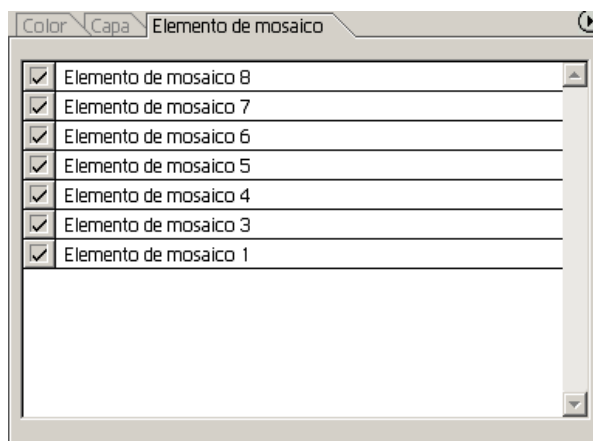 Color Capa Elemento de mosaico
Elemento de mosaico 8
Elemento de mosaico 7
Elemento de mosaico 6
Elemento de mosaico 5
Elemento de mosaico 4
Elemento de mosaico 3
Elemento de mosaico 1